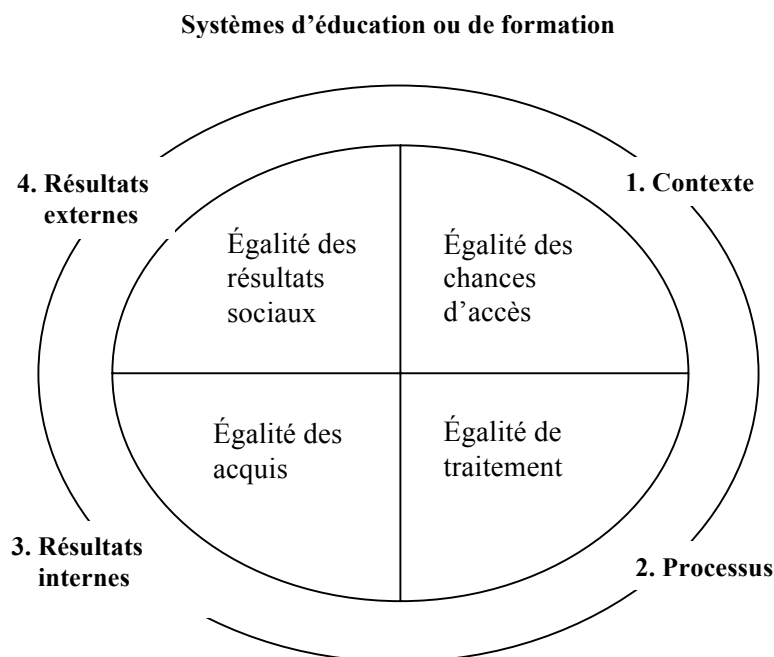 Systèmes d’éducation ou de formation
4. Résultats
externes
1. Contexte
Égalité des
résultats
sociaux
Égalité des
chances
d’accès
Égalité des
acquis
Égalité de
traitement
3. Résultats
internes
2. Processus